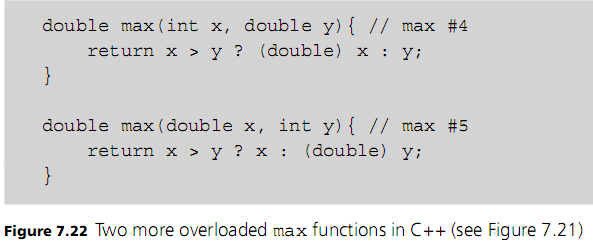 double max(int x, double y){ // max #4
    return x > y ? (double) x : y;
}
double max(double x, int y){ // max #5
    return x > y ? x : (double) y;
}
Figure 7.22 Two more overloaded max functions in C++ (see Figure 7.21)